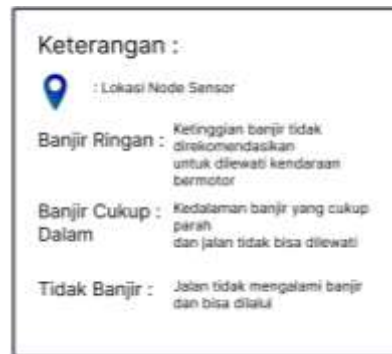 Keterangan :
: Lokasi Node Sensor
Banjir Ringan : Ketinggian banjir tidak
direkomendasikan
untuk dilewati kendaraan
bermotor
Banjir Cukup : Kedalaman banjir yang cukup
Dalam parah
dan jalan tidak bisa dilewati
Tidak Banjir : Jalan tidak mengalami banjir
dan bisa dilalui